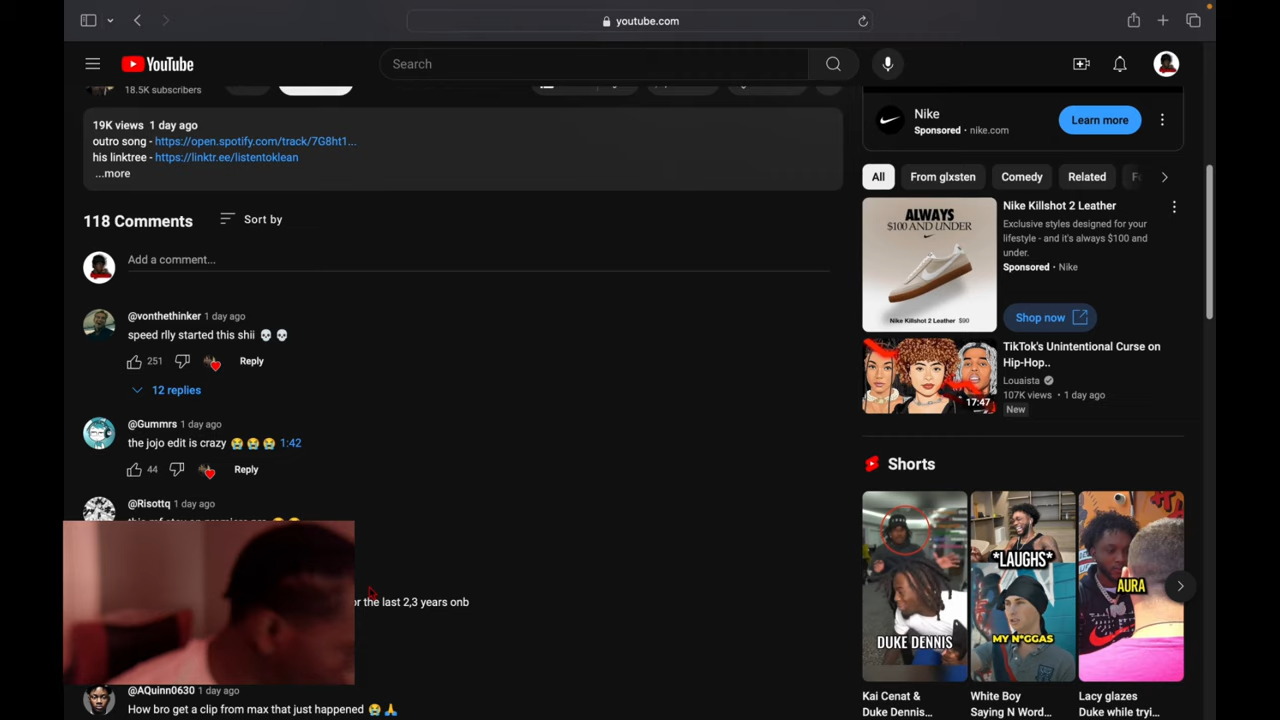 youtube.com
YouTube
Search
18.5K subscribers
19K views 1 day ago
outro song - https://open.spotify.com/track/7G8ht1...
his linktree - https://linktr.ee/listentoklean
...more
118 Comments
Sort by
Add a comment...
@vonthethinker 1 day ago
speed rlly started this shii 💀💀
251
Reply
12 replies
@Gummrs 1 day ago
the jojo edit is crazy 😭😭😭 1:42
44
Reply
@Risottq 1 day ago
or the last 2,3 years onb
@AQuinn0630 1 day ago
How bro get a clip from max that just happened 😭🙏
Nike
Sponsored · nike.com
Learn more
All
From glxsten
Comedy
Related
ALWAYS
$100 AND UNDER
Nike Killshot 2 Leather $90
Nike Killshot 2 Leather
Exclusive styles designed for your
lifestyle - and it's always $100 and
under.
Sponsored · Nike
Shop now
17:47
TikTok's Unintentional Curse on
Hip-Hop..
Louaista
107K views · 1 day ago
New
Shorts
DUKE DENNIS
*LAUGHS*
MY N*GGAS
AURA
Kai Cenat &
Duke Dennis...
White Boy
Saying N Word...
Lacy glazes
Duke while tryi...